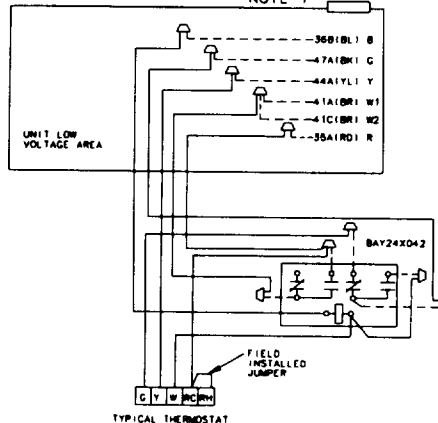 NOTE 7
36B(BL) B
47A(BK) G
44A(YL) Y
41A(BR) W1
41C(BR) W2
35A(RD) R
UNIT LOW
VOLTAGE AREA
BAY24X042
FIELD
INSTALLED
JUMPER
G Y W RC RH
TYPICAL THERMOSTAT